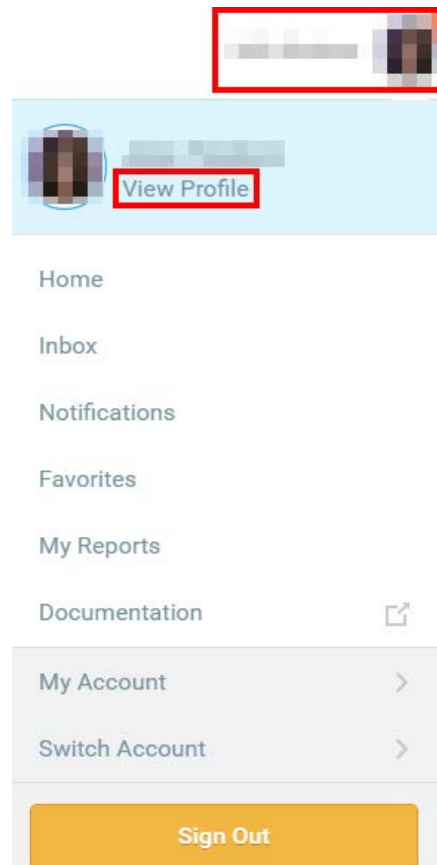 View Profile
Home
Inbox
Notifications
Favorites
My Reports
Documentation
My Account
Switch Account
Sign Out